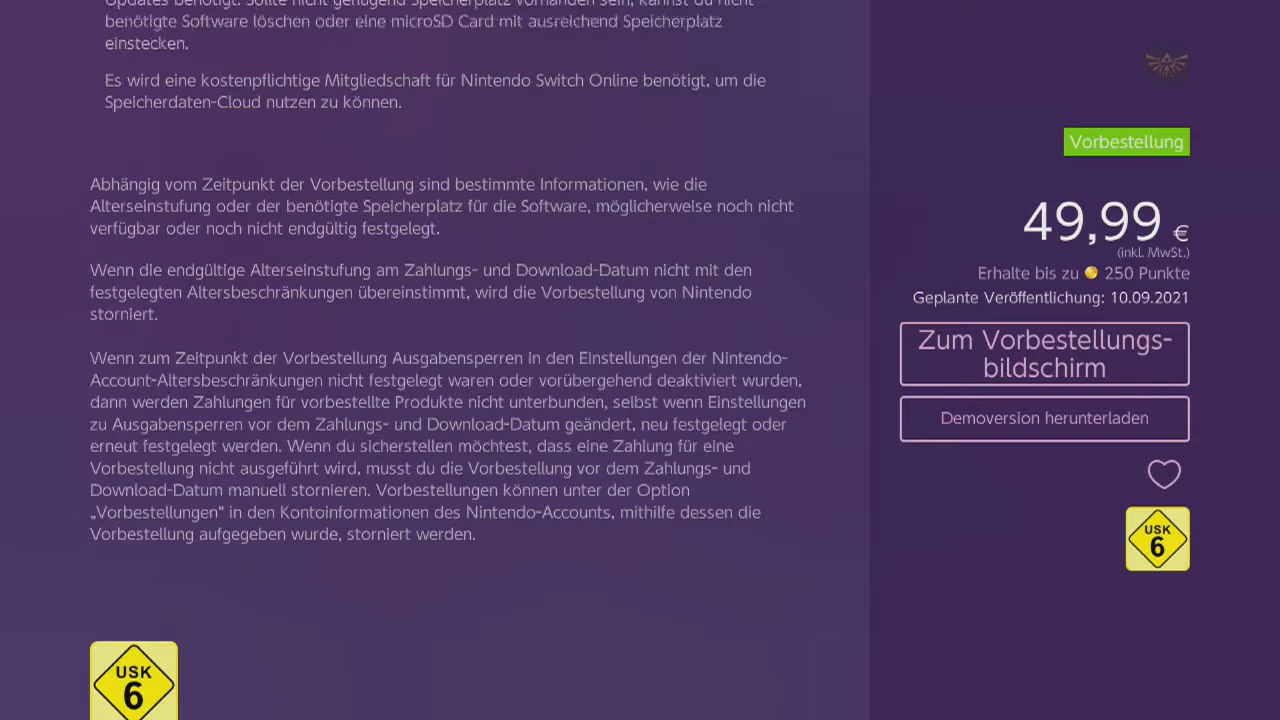 Updates benötigt. Sollte nicht genügend Speicherplatz vorhanden sein, kannst du nicht
benötigte Software löschen oder eine microSD Card mit ausreichend Speicherplatz
einstecken.
Es wird eine kostenpflichtige Mitgliedschaft für Nintendo Switch Online benötigt, um die
Speicherdaten-Cloud nutzen zu können.
Abhängig vom Zeitpunkt der Vorbestellung sind bestimmte Informationen, wie die
Alterseinstufung oder der benötigte Speicherplatz für die Software, möglicherweise noch nicht
verfügbar oder noch nicht endgültig festgelegt.
Wenn die endgültige Alterseinstufung am Zahlungs- und Download-Datum nicht mit den
festgelegten Altersbeschränkungen übereinstimmt, wird die Vorbestellung von Nintendo
storniert.
Wenn zum Zeitpunkt der Vorbestellung Ausgabensperren in den Einstellungen der Nintendo-
Account-Altersbeschränkungen nicht festgelegt waren oder vorübergehend deaktiviert wurden,
dann werden Zahlungen für vorbestellte Produkte nicht unterbunden, selbst wenn Einstellungen
zu Ausgabensperren vor dem Zahlungs- und Download-Datum geändert, neu festgelegt oder
erneut festgelegt werden. Wenn du sicherstellen möchtest, dass eine Zahlung für eine
Vorbestellung nicht ausgeführt wird, musst du die Vorbestellung vor dem Zahlungs- und
Download-Datum manuell stornieren. Vorbestellungen können unter der Option
„Vorbestellungen“ in den Kontoinformationen des Nintendo-Accounts, mithilfe dessen die
Vorbestellung aufgegeben wurde, storniert werden.
USK
6
Vorbestellung
49,99 €
(inkl. MwSt.)
Erhalte bis zu 250 Punkte
Geplante Veröffentlichung: 10.09.2021
Zum Vorbestellungs-
bildschirm
Demoversion herunterladen
USK
6